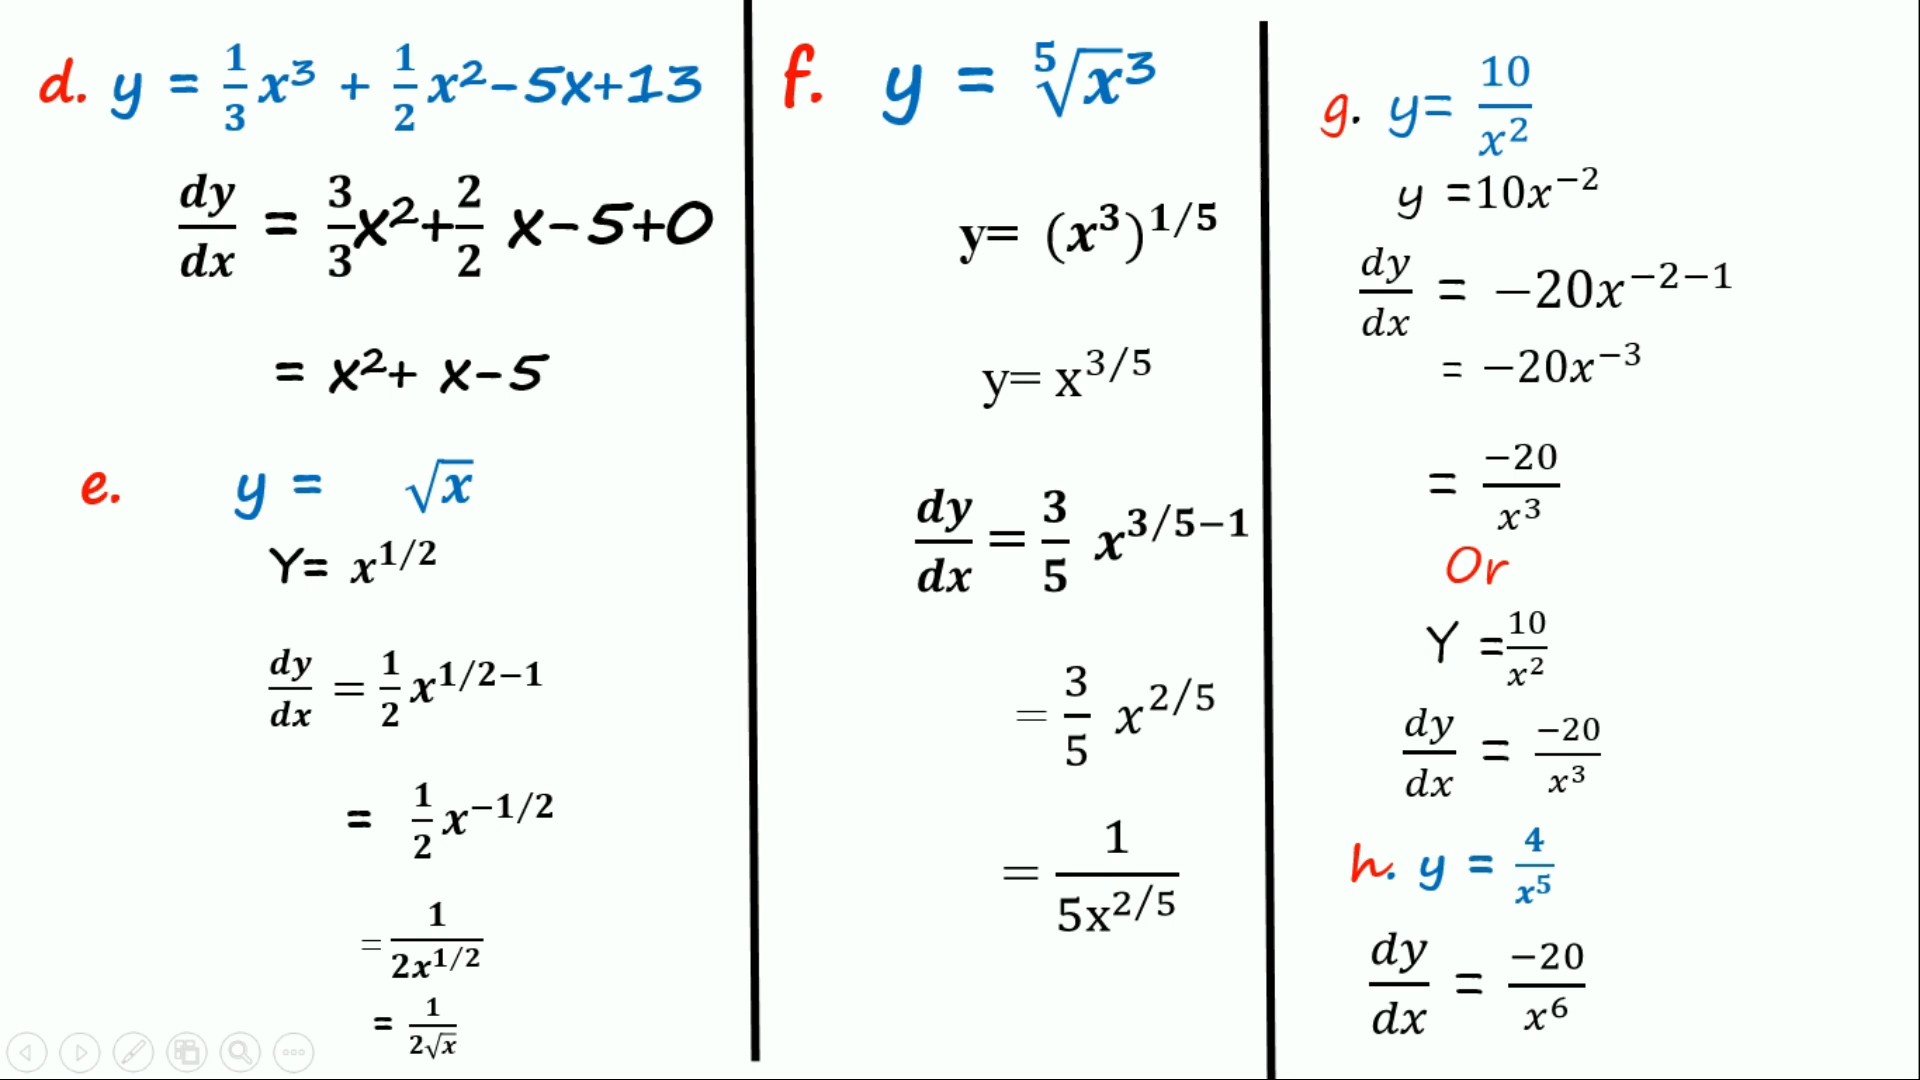 d. y = 1/3 x³ + 1/2 x²-5x+13
dy/dx = 3/3 x²+ 2/2 x-5+0
= x²+ x-5
e. y = √x
Y= x^1/2
dy/dx = 1/2 x^1/2−1
= 1/2 x^−1/2
= 1/2x^1/2
= 1/2√x
f. y = ⁵√x³
y= (x³)^1/5
y= x^3/5
dy/dx = 3/5 x^3/5−1
= 3/5 x^2/5
= 1/5x^2/5
g. y= 10/x²
y =10x^−2
dy/dx = −20x^−2−1
= −20x^−3
= −20/x³
Or
Y = 10/x²
dy/dx = −20/x³
h. y = 4/x⁵
dy/dx = −20/x⁶